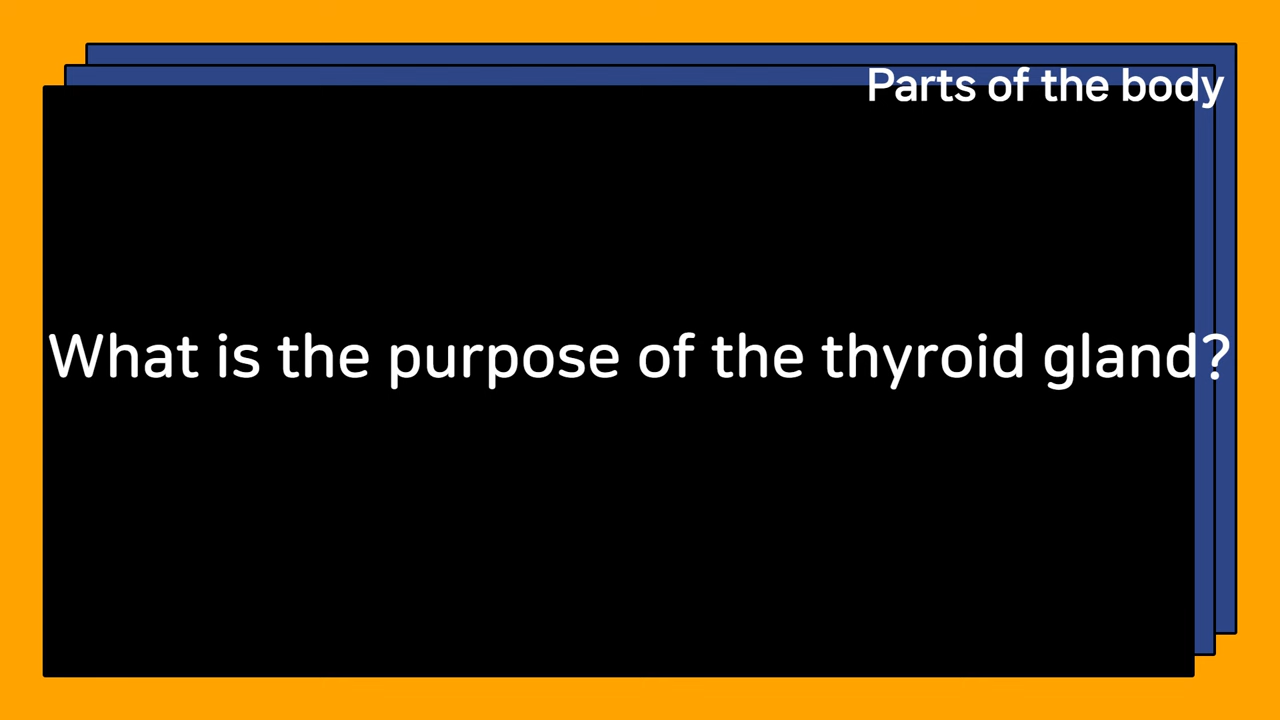 Parts of the body
What is the purpose of the thyroid gland?